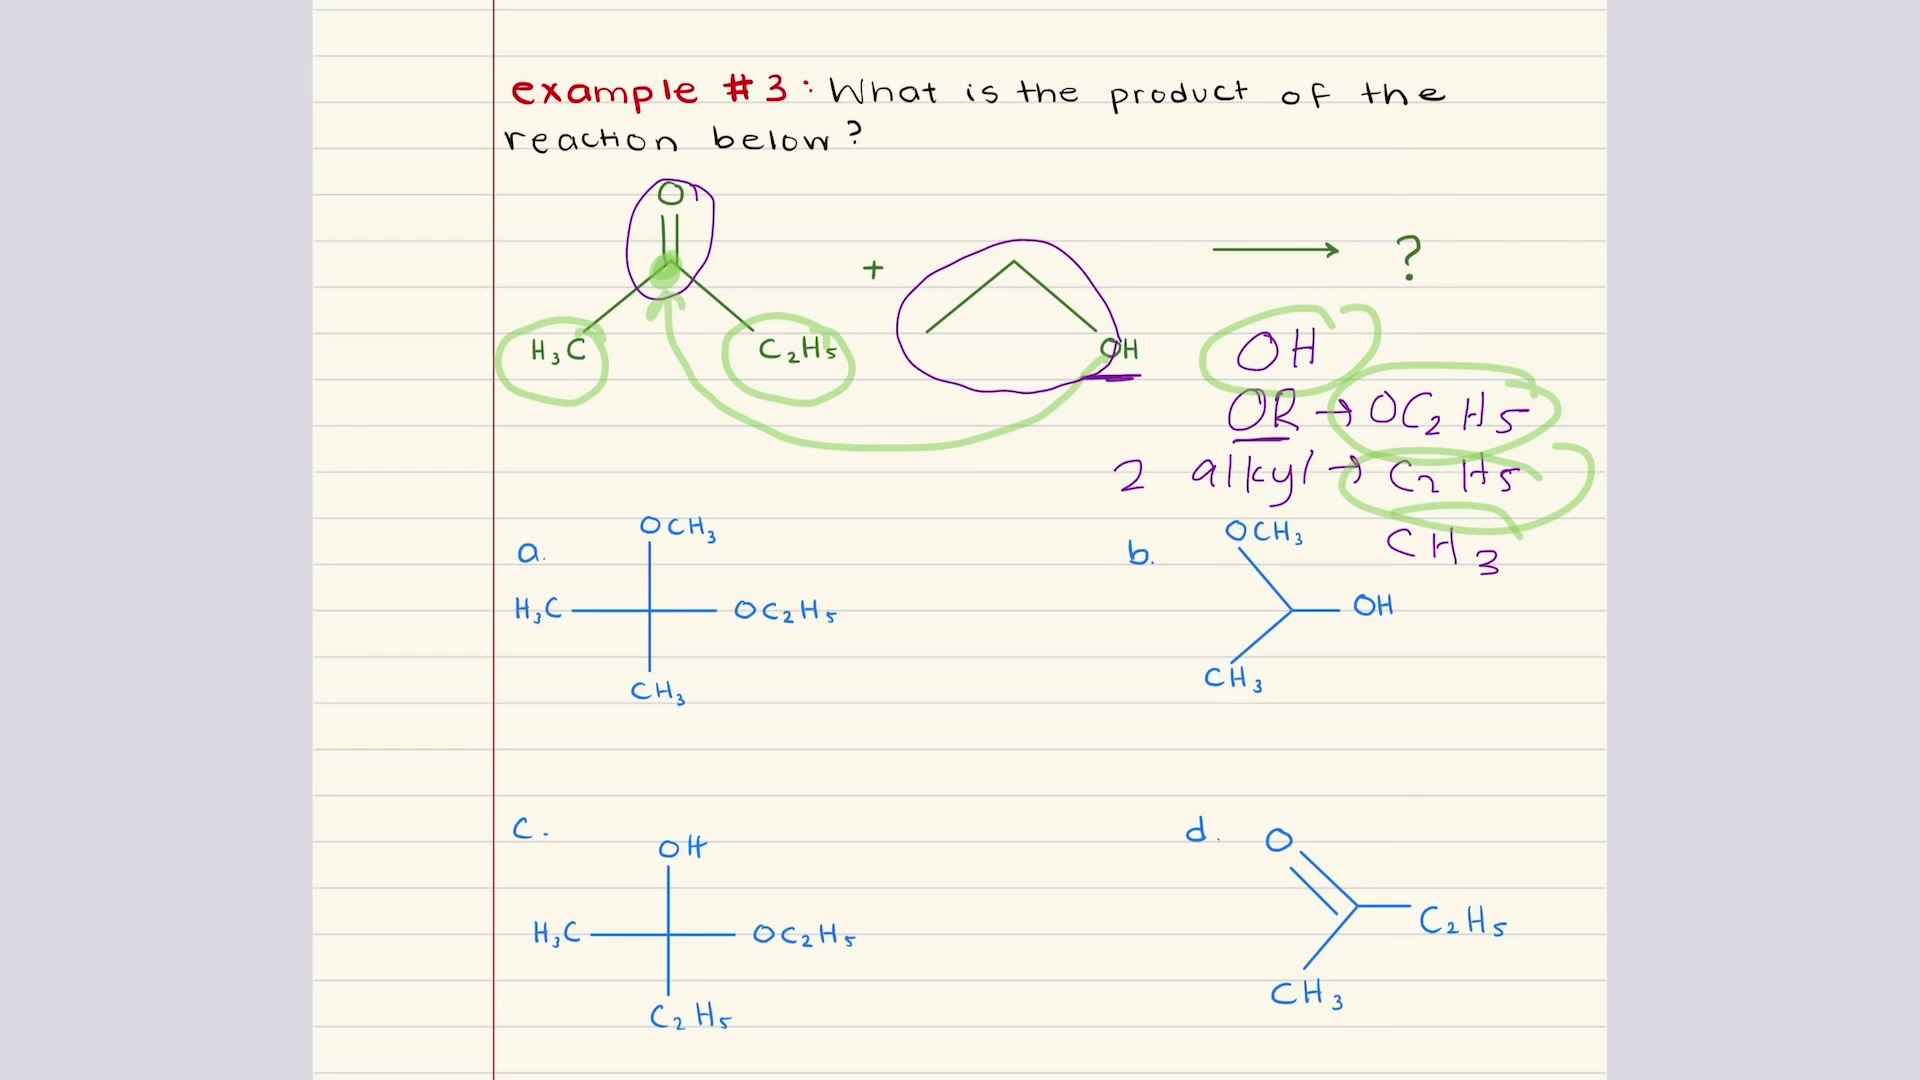 example #3: What is the product of the
reaction below?
O
H₃C
C₂H₅
+
OH
?
OH
OR → OC₂H₅
2 alkyl → C₂H₅
CH₃
a.
OCH₃
H₃C
OC₂H₅
CH₃
b.
OCH₃
OH
CH₃
c.
OH
H₃C
OC₂H₅
C₂H₅
d.
O
C₂H₅
CH₃